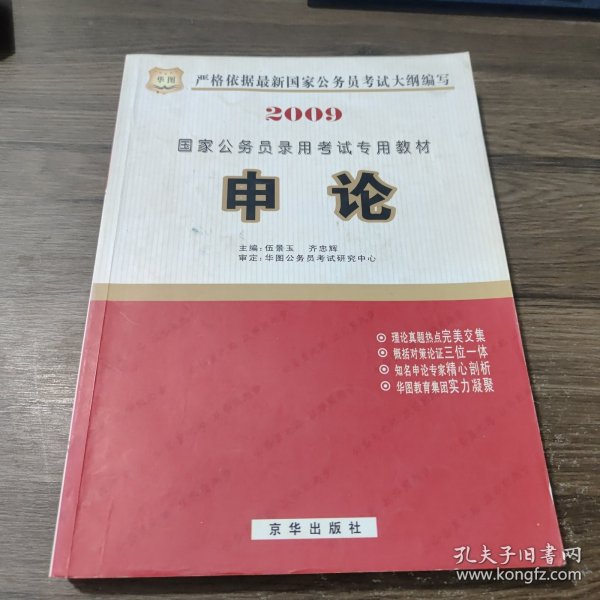 华图
严格依据最新国家公务员考试大纲编写
2009
国家公务员录用考试专用教材
申 论
主编：伍景玉 齐忠辉
审定：华图公务员考试研究中心
理论真题热点完美交集
概括对策论证三位一体
知名申论专家精心剖析
华图教育集团实力凝聚
京华出版社
孔夫子旧书网
www.kongfz.com